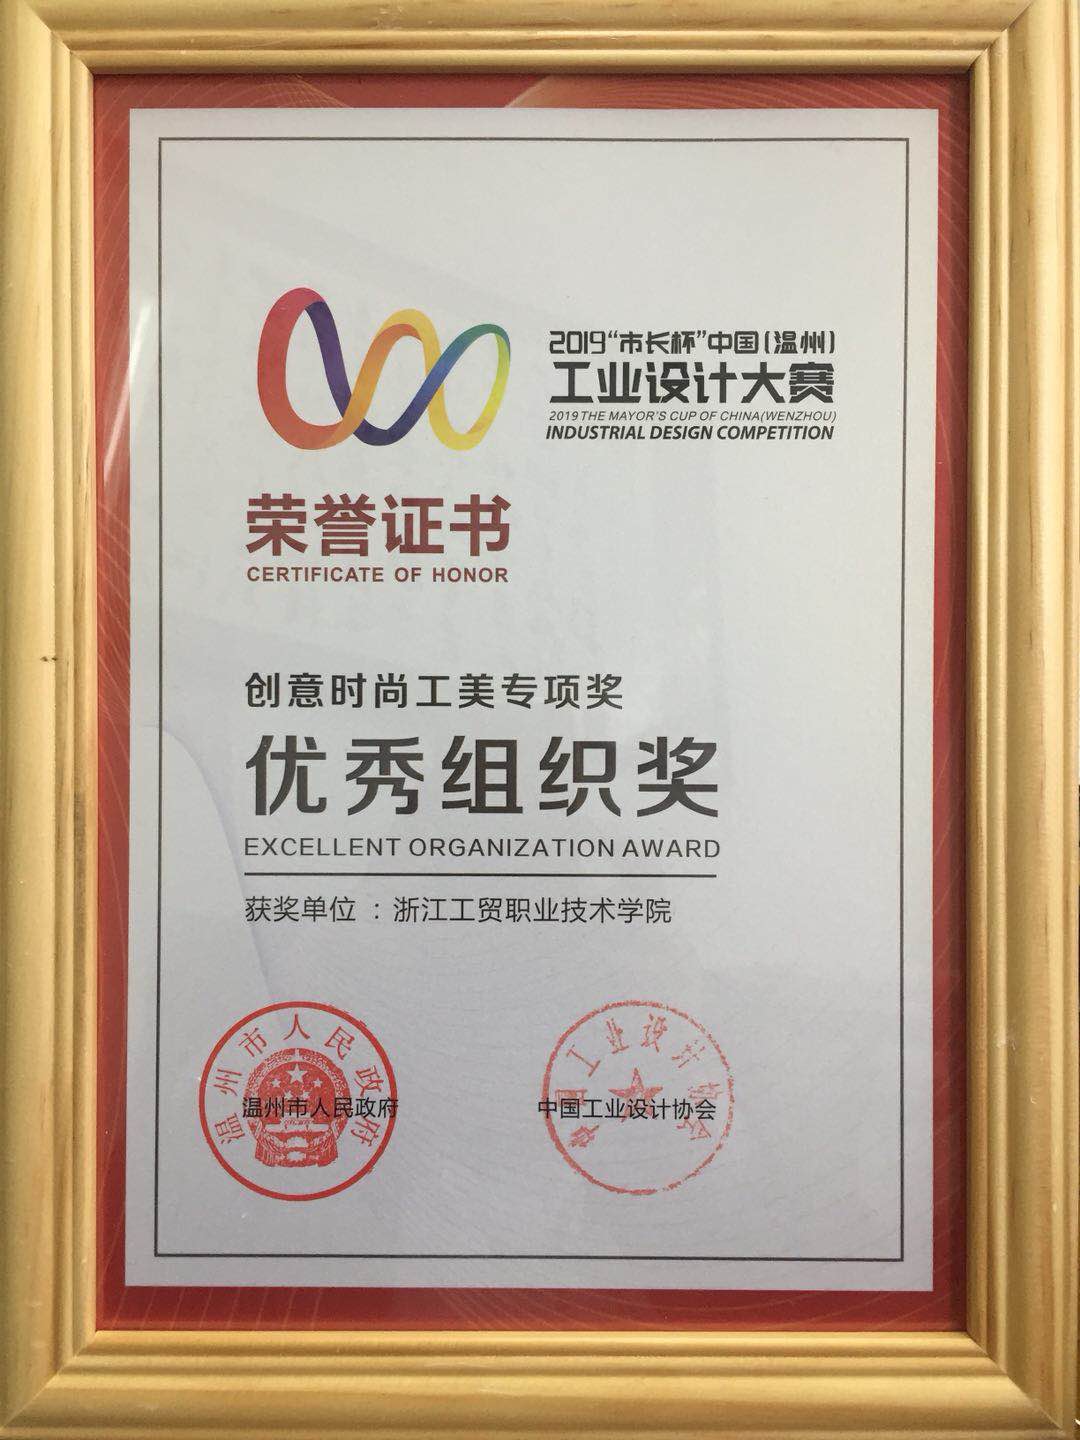 2019“市长杯”中国(温州)
工业设计大赛
2019 THE MAYOR'S CUP OF CHINA(WENZHOU)
INDUSTRIAL DESIGN COMPETITION
荣誉证书
CERTIFICATE OF HONOR
创意时尚工美专项奖
优秀组织奖
EXCELLENT ORGANIZATION AWARD
获奖单位 : 浙江工贸职业技术学院
温州市人民政府
温州市人民政府
中国工业设计协会
中国工业设计协会